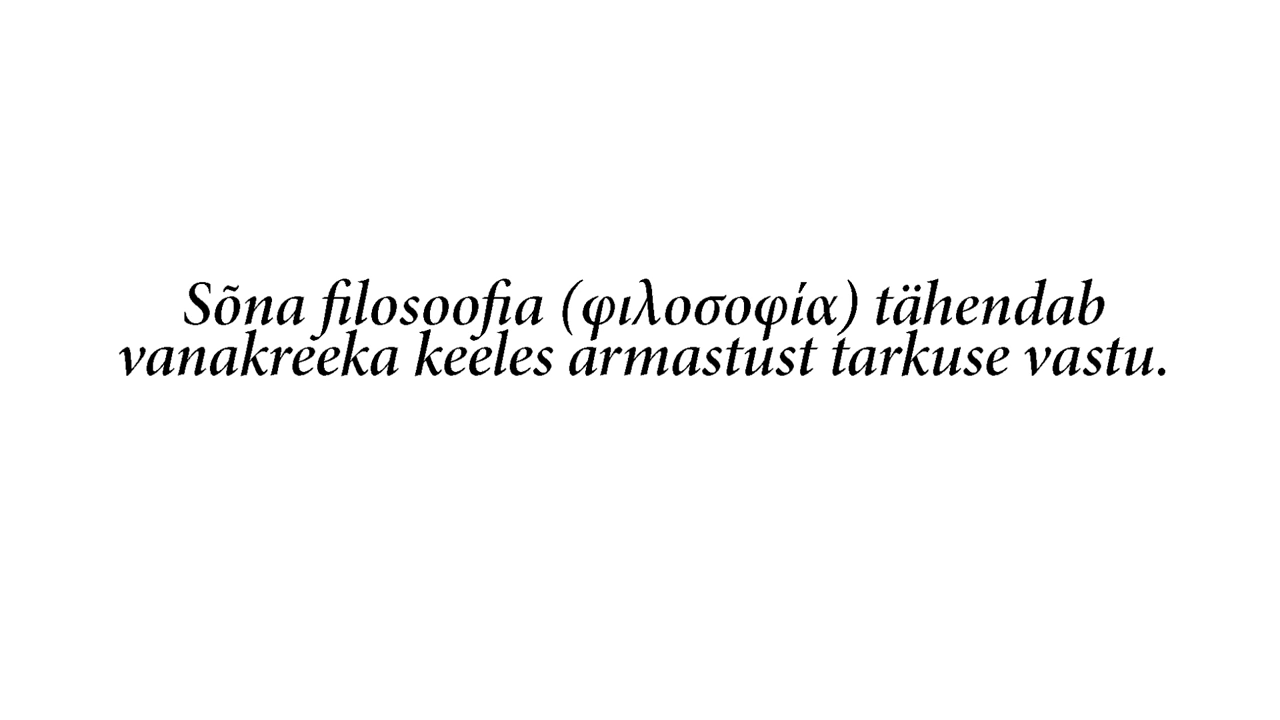 Sõna filosoofia (φιλοσοφία) tähendab
vanakreeka keeles armastust tarkuse vastu.